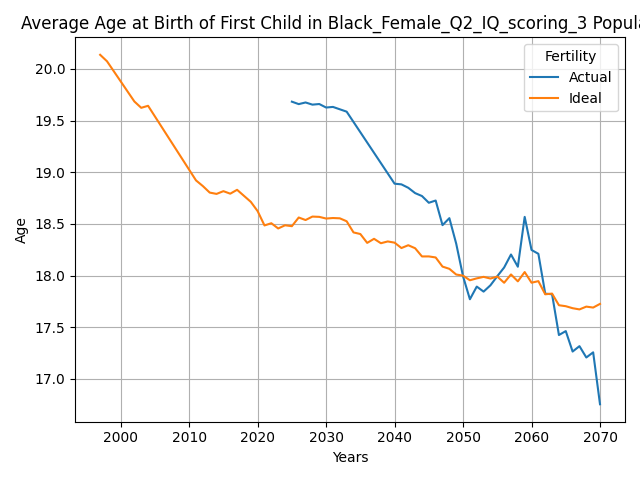 Average Age at Birth of First Child in Black_Female_Q2_IQ_scoring_3 Popula
Fertility
Actual
Ideal
20.0
19.5
19.0
18.5
18.0
17.5
17.0
Age
2000 2010 2020 2030 2040 2050 2060 2070
Years